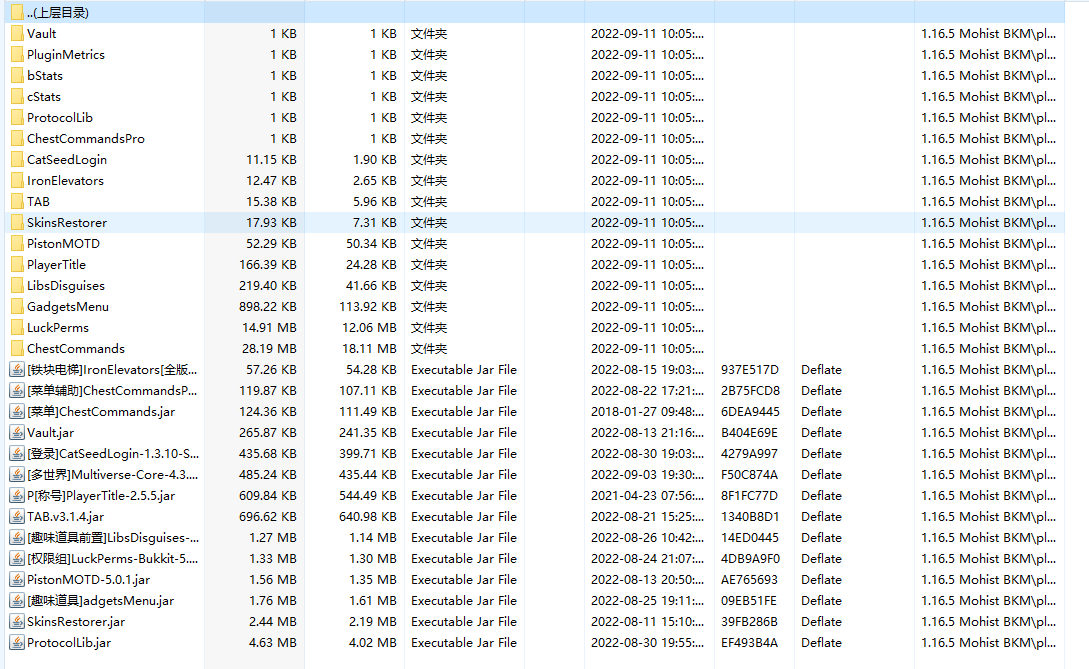 ..(上层目录)
Vault 1 KB 1 KB 文件夹 2022-09-11 10:05:... 1.16.5 Mohist BKM\pl...
PluginMetrics 1 KB 1 KB 文件夹 2022-09-11 10:05:... 1.16.5 Mohist BKM\pl...
bStats 1 KB 1 KB 文件夹 2022-09-11 10:05:... 1.16.5 Mohist BKM\pl...
cStats 1 KB 1 KB 文件夹 2022-09-11 10:05:... 1.16.5 Mohist BKM\pl...
ProtocolLib 1 KB 1 KB 文件夹 2022-09-11 10:05:... 1.16.5 Mohist BKM\pl...
ChestCommandsPro 1 KB 1 KB 文件夹 2022-09-11 10:05:... 1.16.5 Mohist BKM\pl...
CatSeedLogin 11.15 KB 1.90 KB 文件夹 2022-09-11 10:05:... 1.16.5 Mohist BKM\pl...
IronElevators 12.47 KB 2.65 KB 文件夹 2022-09-11 10:05:... 1.16.5 Mohist BKM\pl...
TAB 15.38 KB 5.96 KB 文件夹 2022-09-11 10:05:... 1.16.5 Mohist BKM\pl...
SkinsRestorer 17.93 KB 7.31 KB 文件夹 2022-09-11 10:05:... 1.16.5 Mohist BKM\pl...
PistonMOTD 52.29 KB 50.34 KB 文件夹 2022-09-11 10:05:... 1.16.5 Mohist BKM\pl...
PlayerTitle 166.39 KB 24.28 KB 文件夹 2022-09-11 10:05:... 1.16.5 Mohist BKM\pl...
LibsDisguises 219.40 KB 41.66 KB 文件夹 2022-09-11 10:05:... 1.16.5 Mohist BKM\pl...
GadgetsMenu 898.22 KB 113.92 KB 文件夹 2022-09-11 10:05:... 1.16.5 Mohist BKM\pl...
LuckPerms 14.91 MB 12.06 MB 文件夹 2022-09-11 10:05:... 1.16.5 Mohist BKM\pl...
ChestCommands 28.19 MB 18.11 MB 文件夹 2022-09-11 10:05:... 1.16.5 Mohist BKM\pl...
[铁块电梯]IronElevators[全版... 57.26 KB 54.28 KB Executable Jar File 2022-08-15 19:03:... 937E517D Deflate 1.16.5 Mohist BKM\pl...
[菜单辅助]ChestCommandsP... 119.87 KB 107.11 KB Executable Jar File 2022-08-22 17:21:... 2B75FCD8 Deflate 1.16.5 Mohist BKM\pl...
[菜单]ChestCommands.jar 124.36 KB 111.49 KB Executable Jar File 2018-01-27 09:48:... 6DEA9445 Deflate 1.16.5 Mohist BKM\pl...
Vault.jar 265.87 KB 241.35 KB Executable Jar File 2022-08-13 21:16:... B404E69E Deflate 1.16.5 Mohist BKM\pl...
[登录]CatSeedLogin-1.3.10-S... 435.68 KB 399.71 KB Executable Jar File 2022-08-30 19:03:... 4279A997 Deflate 1.16.5 Mohist BKM\pl...
[多世界]Multiverse-Core-4.3.... 485.24 KB 435.44 KB Executable Jar File 2022-09-03 19:30:... F50C874A Deflate 1.16.5 Mohist BKM\pl...
P[称号]PlayerTitle-2.5.5.jar 609.84 KB 544.49 KB Executable Jar File 2021-04-23 07:56:... 8F1FC77D Deflate 1.16.5 Mohist BKM\pl...
TAB.v3.1.4.jar 696.62 KB 640.98 KB Executable Jar File 2022-08-21 15:25:... 1340B8D1 Deflate 1.16.5 Mohist BKM\pl...
[趣味道具前置]LibsDisguises-... 1.27 MB 1.14 MB Executable Jar File 2022-08-26 10:42:... 14ED0445 Deflate 1.16.5 Mohist BKM\pl...
[权限组]LuckPerms-Bukkit-5.... 1.33 MB 1.30 MB Executable Jar File 2022-08-24 21:07:... 4DB9A9F0 Deflate 1.16.5 Mohist BKM\pl...
PistonMOTD-5.0.1.jar 1.56 MB 1.35 MB Executable Jar File 2022-08-13 20:50:... AE765693 Deflate 1.16.5 Mohist BKM\pl...
[趣味道具]adgetsMenu.jar 1.76 MB 1.61 MB Executable Jar File 2022-08-25 19:11:... 09EB51FE Deflate 1.16.5 Mohist BKM\pl...
SkinsRestorer.jar 2.44 MB 2.19 MB Executable Jar File 2022-08-11 15:10:... 39FB286B Deflate 1.16.5 Mohist BKM\pl...
ProtocolLib.jar 4.63 MB 4.02 MB Executable Jar File 2022-08-30 19:55:... EF493B4A Deflate 1.16.5 Mohist BKM\pl...